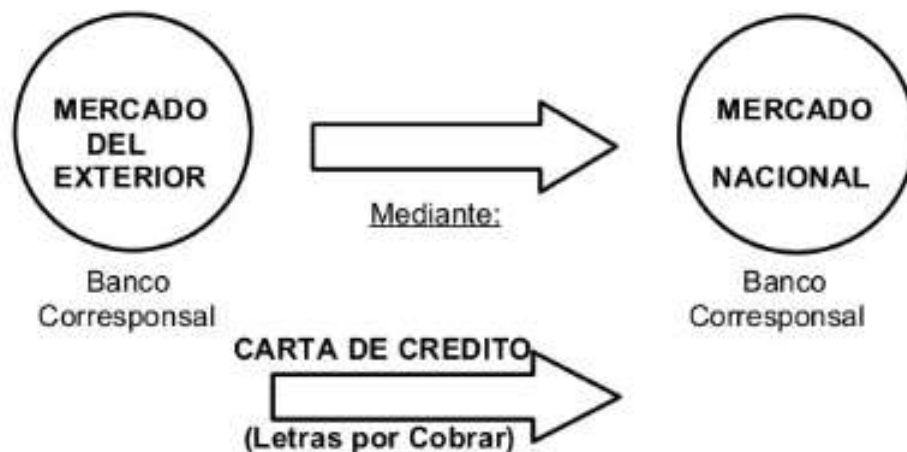 MERCADO
DEL
EXTERIOR
Banco
Corresponsal
Mediante:
MERCADO
NACIONAL
Banco
Corresponsal
CARTA DE CREDITO
(Letras por Cobrar)